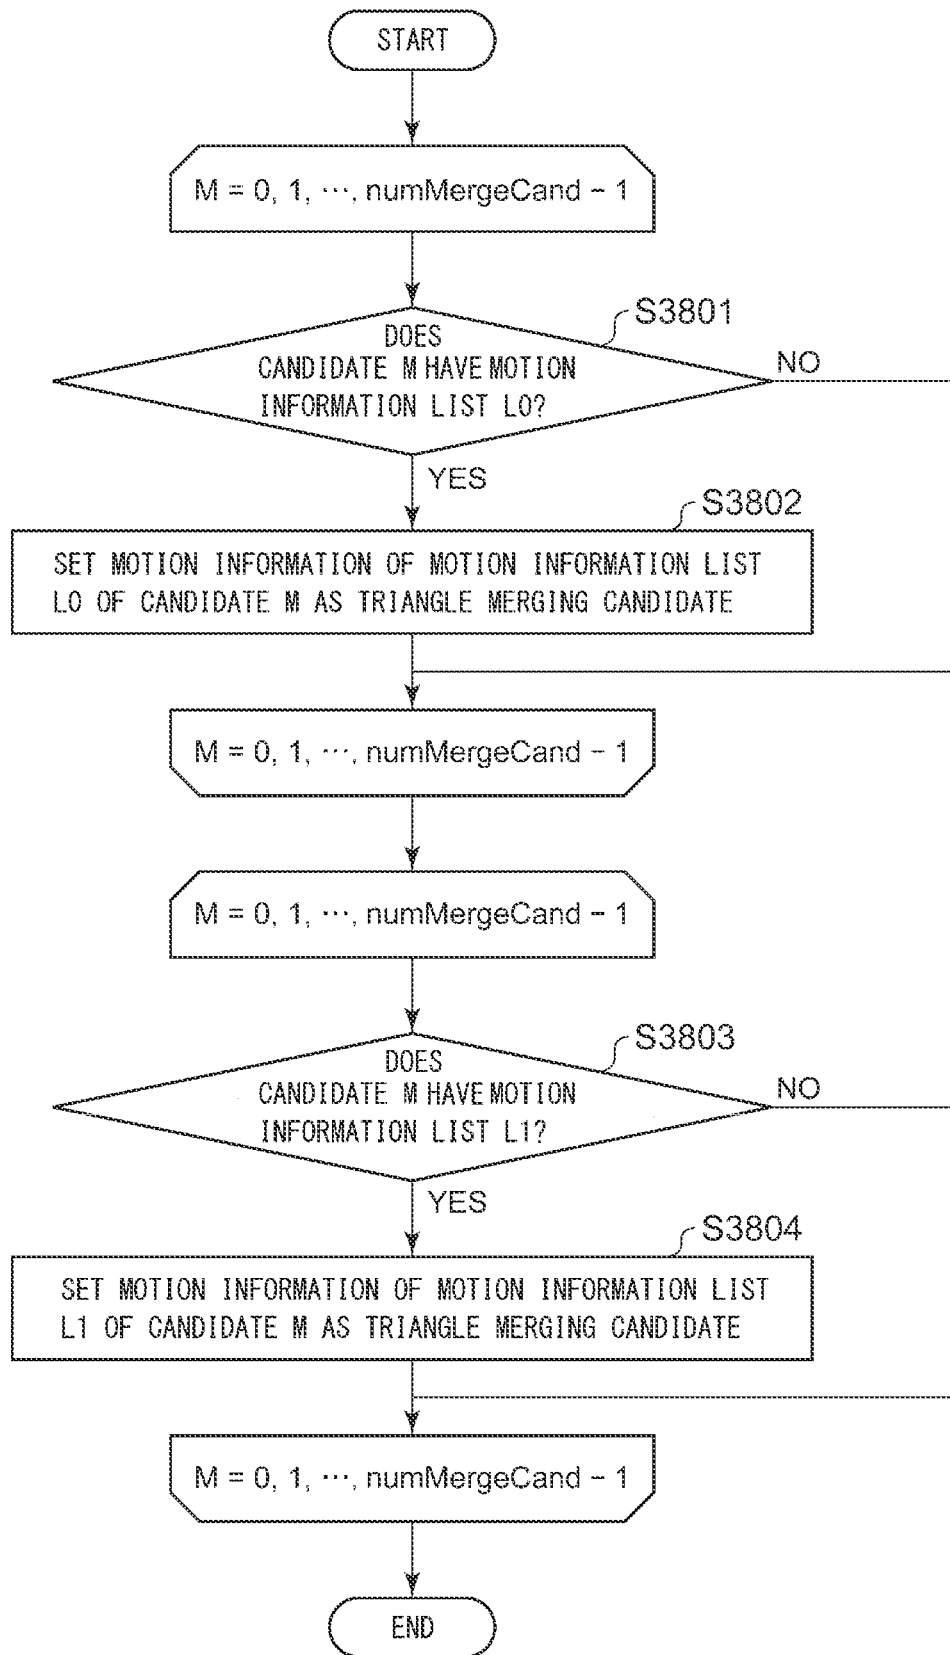 START
M = 0, 1, ···, numMergeCand − 1
S3801
DOES
CANDIDATE M HAVE MOTION
INFORMATION LIST L0?
NO
YES
S3802
SET MOTION INFORMATION OF MOTION INFORMATION LIST
L0 OF CANDIDATE M AS TRIANGLE MERGING CANDIDATE
M = 0, 1, ···, numMergeCand − 1
M = 0, 1, ···, numMergeCand − 1
S3803
DOES
CANDIDATE M HAVE MOTION
INFORMATION LIST L1?
NO
YES
S3804
SET MOTION INFORMATION OF MOTION INFORMATION LIST
L1 OF CANDIDATE M AS TRIANGLE MERGING CANDIDATE
M = 0, 1, ···, numMergeCand − 1
END